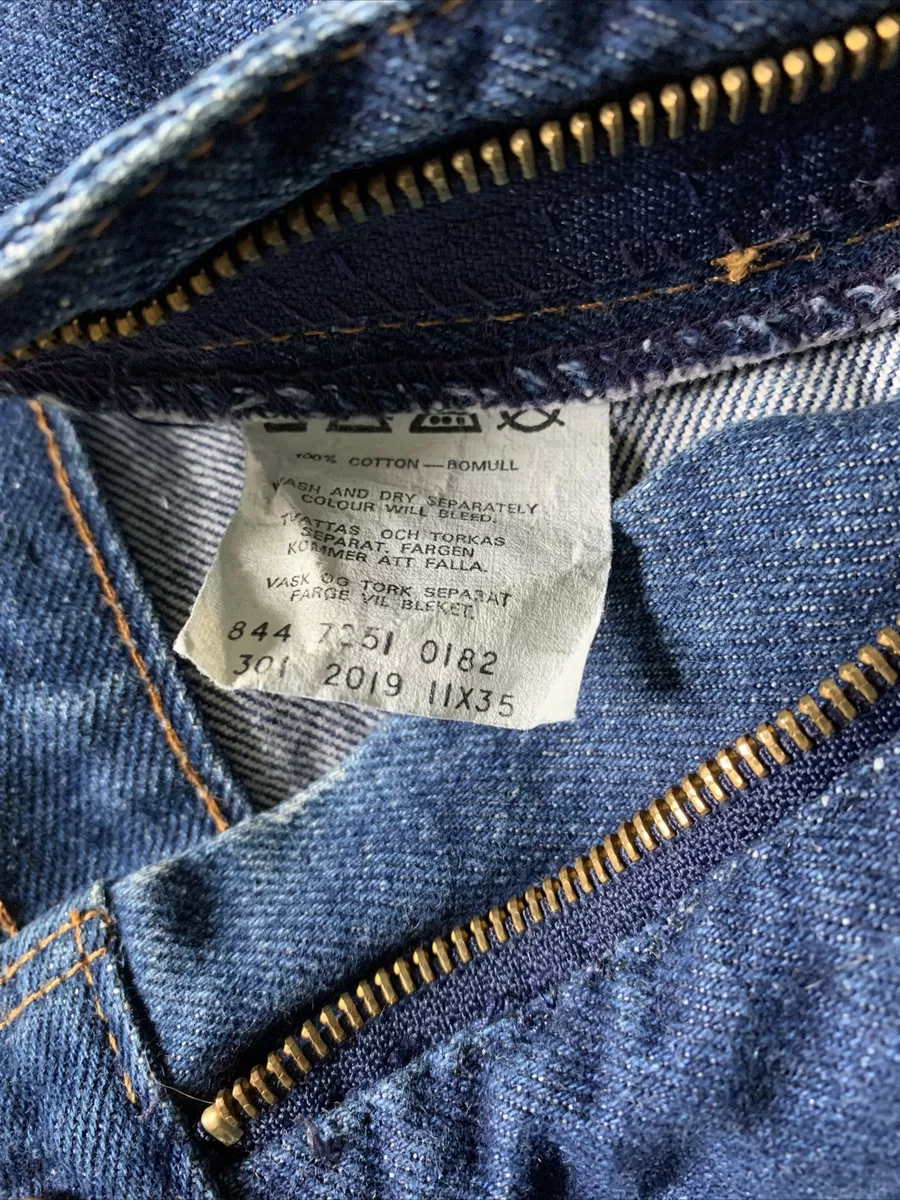 100% COTTON—BOMULL
WASH AND DRY SEPARATELY
COLOUR WILL BLEED.
TVATTAS OCH TORKAS
SEPARAT. FARGEN
KOMMER ATT FALLA.
VASK OG TORK SEPARAT
FARGE VIL BLEKET.
844 7251 0182
301 2019 11X35